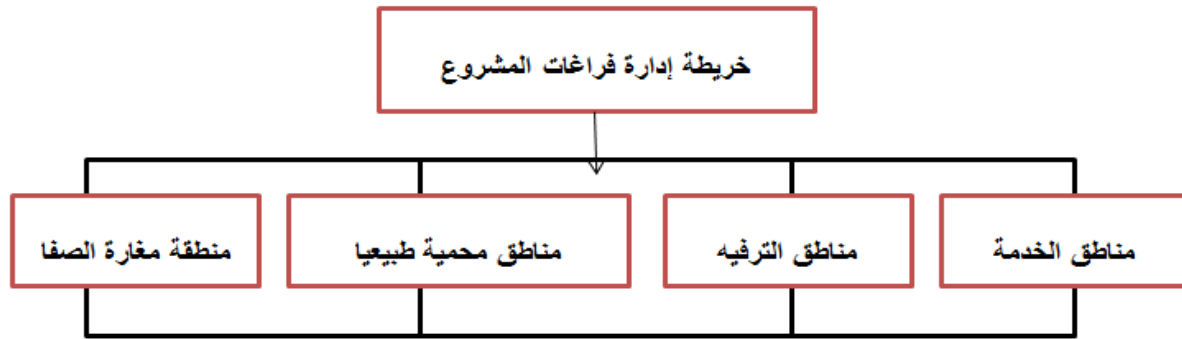 خريطة إدارة فراغات المشروع
مناطق الخدمة
مناطق الترفيه
مناطق محمية طبيعيا
منطقة مغارة الصفا